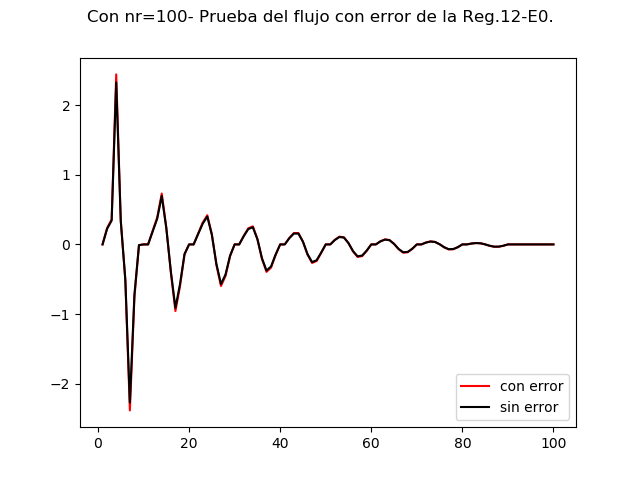 Con nr=100- Prueba del flujo con error de la Reg.12-E0.
2
1
0
−1
−2
0 20 40 60 80 100
con error
sin error